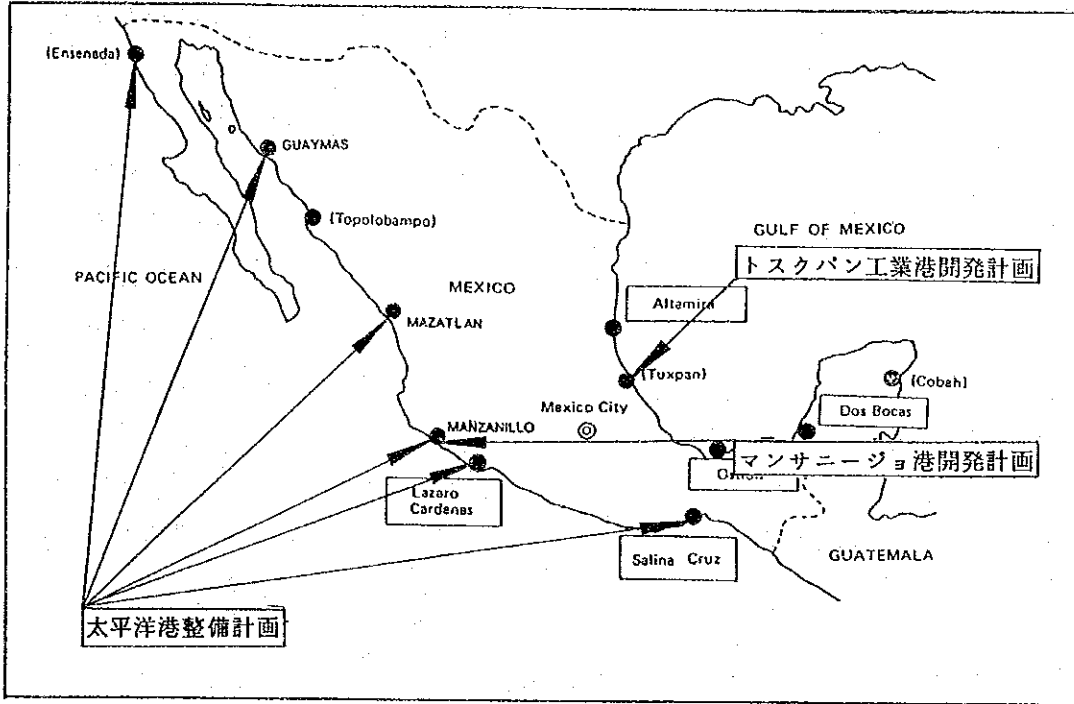 (Ensenada)
GUAYMAS
(Topolobampo)
GULF OF MEXICO
トスクパン工業港開発計画
PACIFIC OCEAN
MEXICO
Altamira
MAZATLAN
(Tuxpan)
(Cobah)
Mexico City
Dos Bocas
MAÑZANILLO
マンサニージョ港開発計画
Lazaro
Cardenas
GUATEMALA
Salina Cruz
太平洋港整備計画